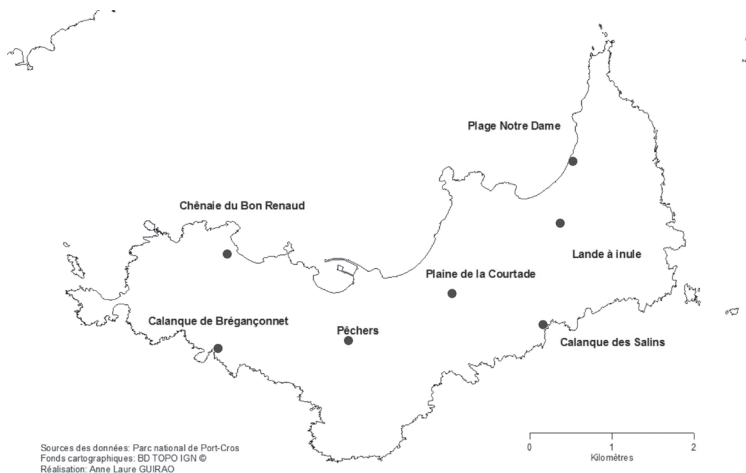 Plage Notre Dame
Chênaie du Bon Renaud
Lande à inule
Plaine de la Courtade
Calanque de Brégançonnet
Pêchers
Calanque des Salins
0 1 2
Kilomètres
Sources des données: Parc national de Port-Cros
Fonds cartographiques: BD TOPO IGN ©
Réalisation: Anne Laure GUIRAO